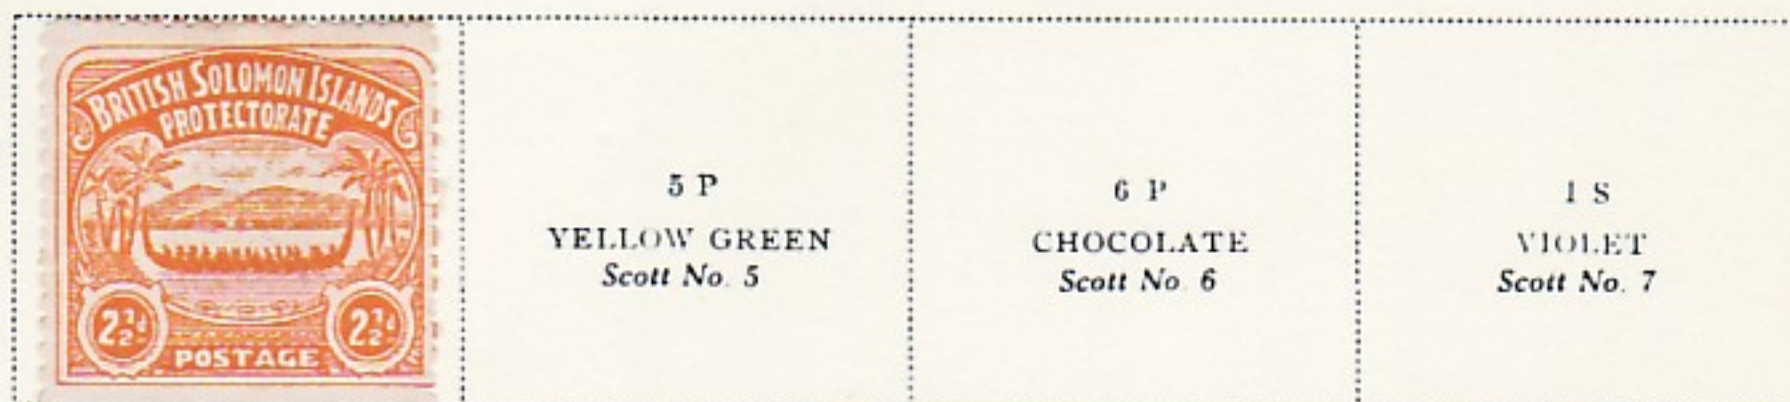 BRITISH SOLOMON ISLANDS
PROTECTORATE
2½d 2½d
POSTAGE
5 P
YELLOW GREEN
Scott No. 5
6 P
CHOCOLATE
Scott No 6
1 S
VIOLET
Scott No. 7